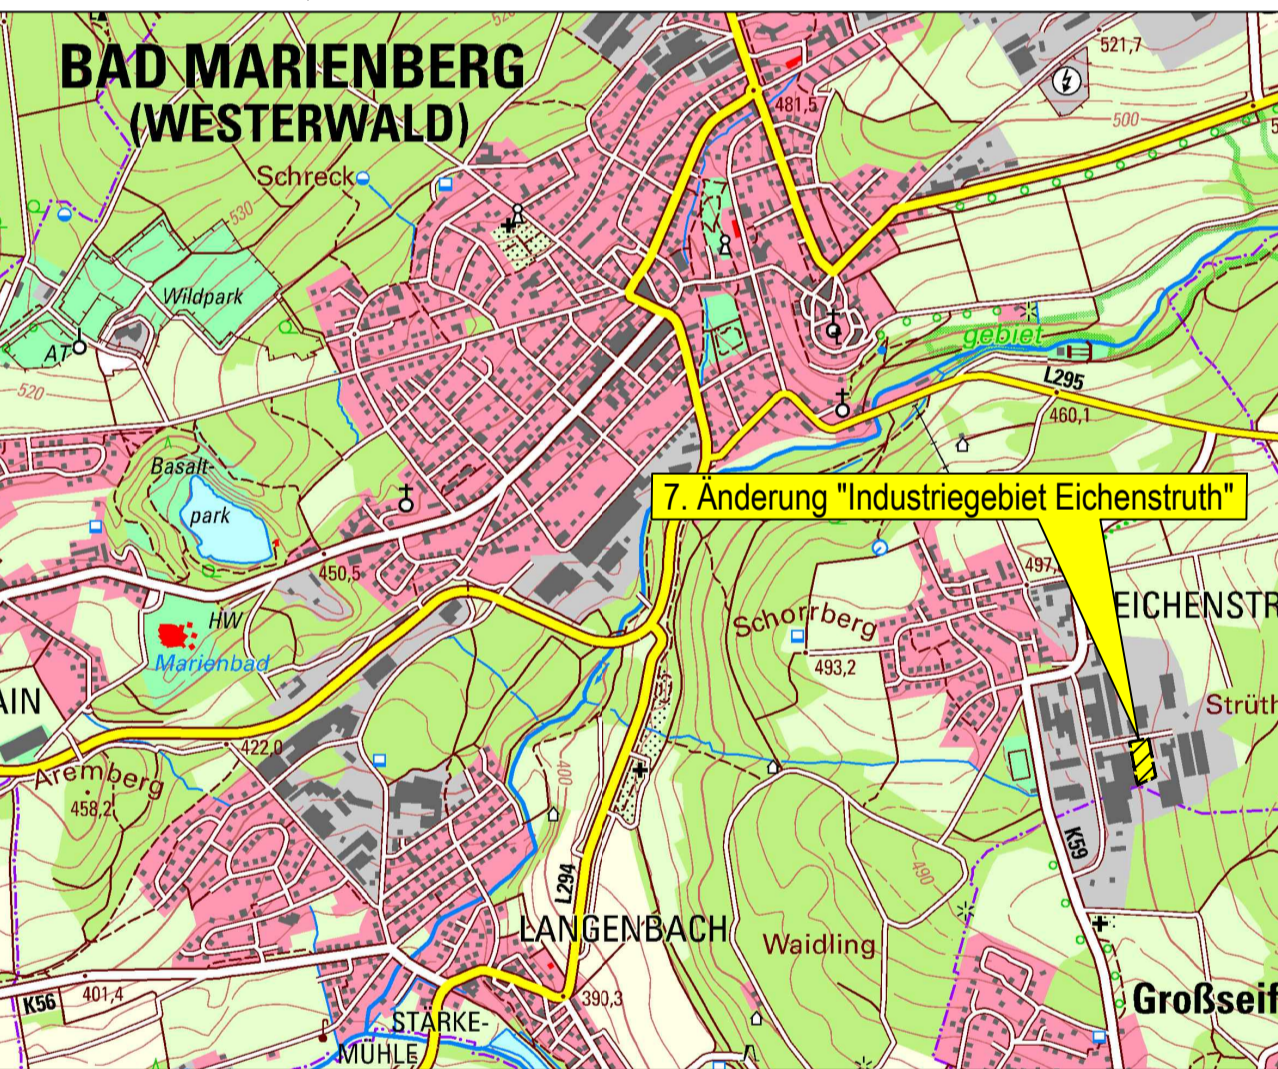 520
521,7
BAD MARIENBERG
(WESTERWALD)
481,5
500
Schreck
530
Wildpark
AT
gebiet
L295
520
460,1
Basalt-
park
7. Änderung "Industriegebiet Eichenstruth"
450,5
497,
EICHENSTR
HW
Schorrberg
Marienbad
493,2
AIN
Strüth
422,0
Aremberg
400
458,2
K59
490
L294
LANGENBACH
Waidling
K56
401,4
390,3
Großseif
STARKE-
MÜHLE